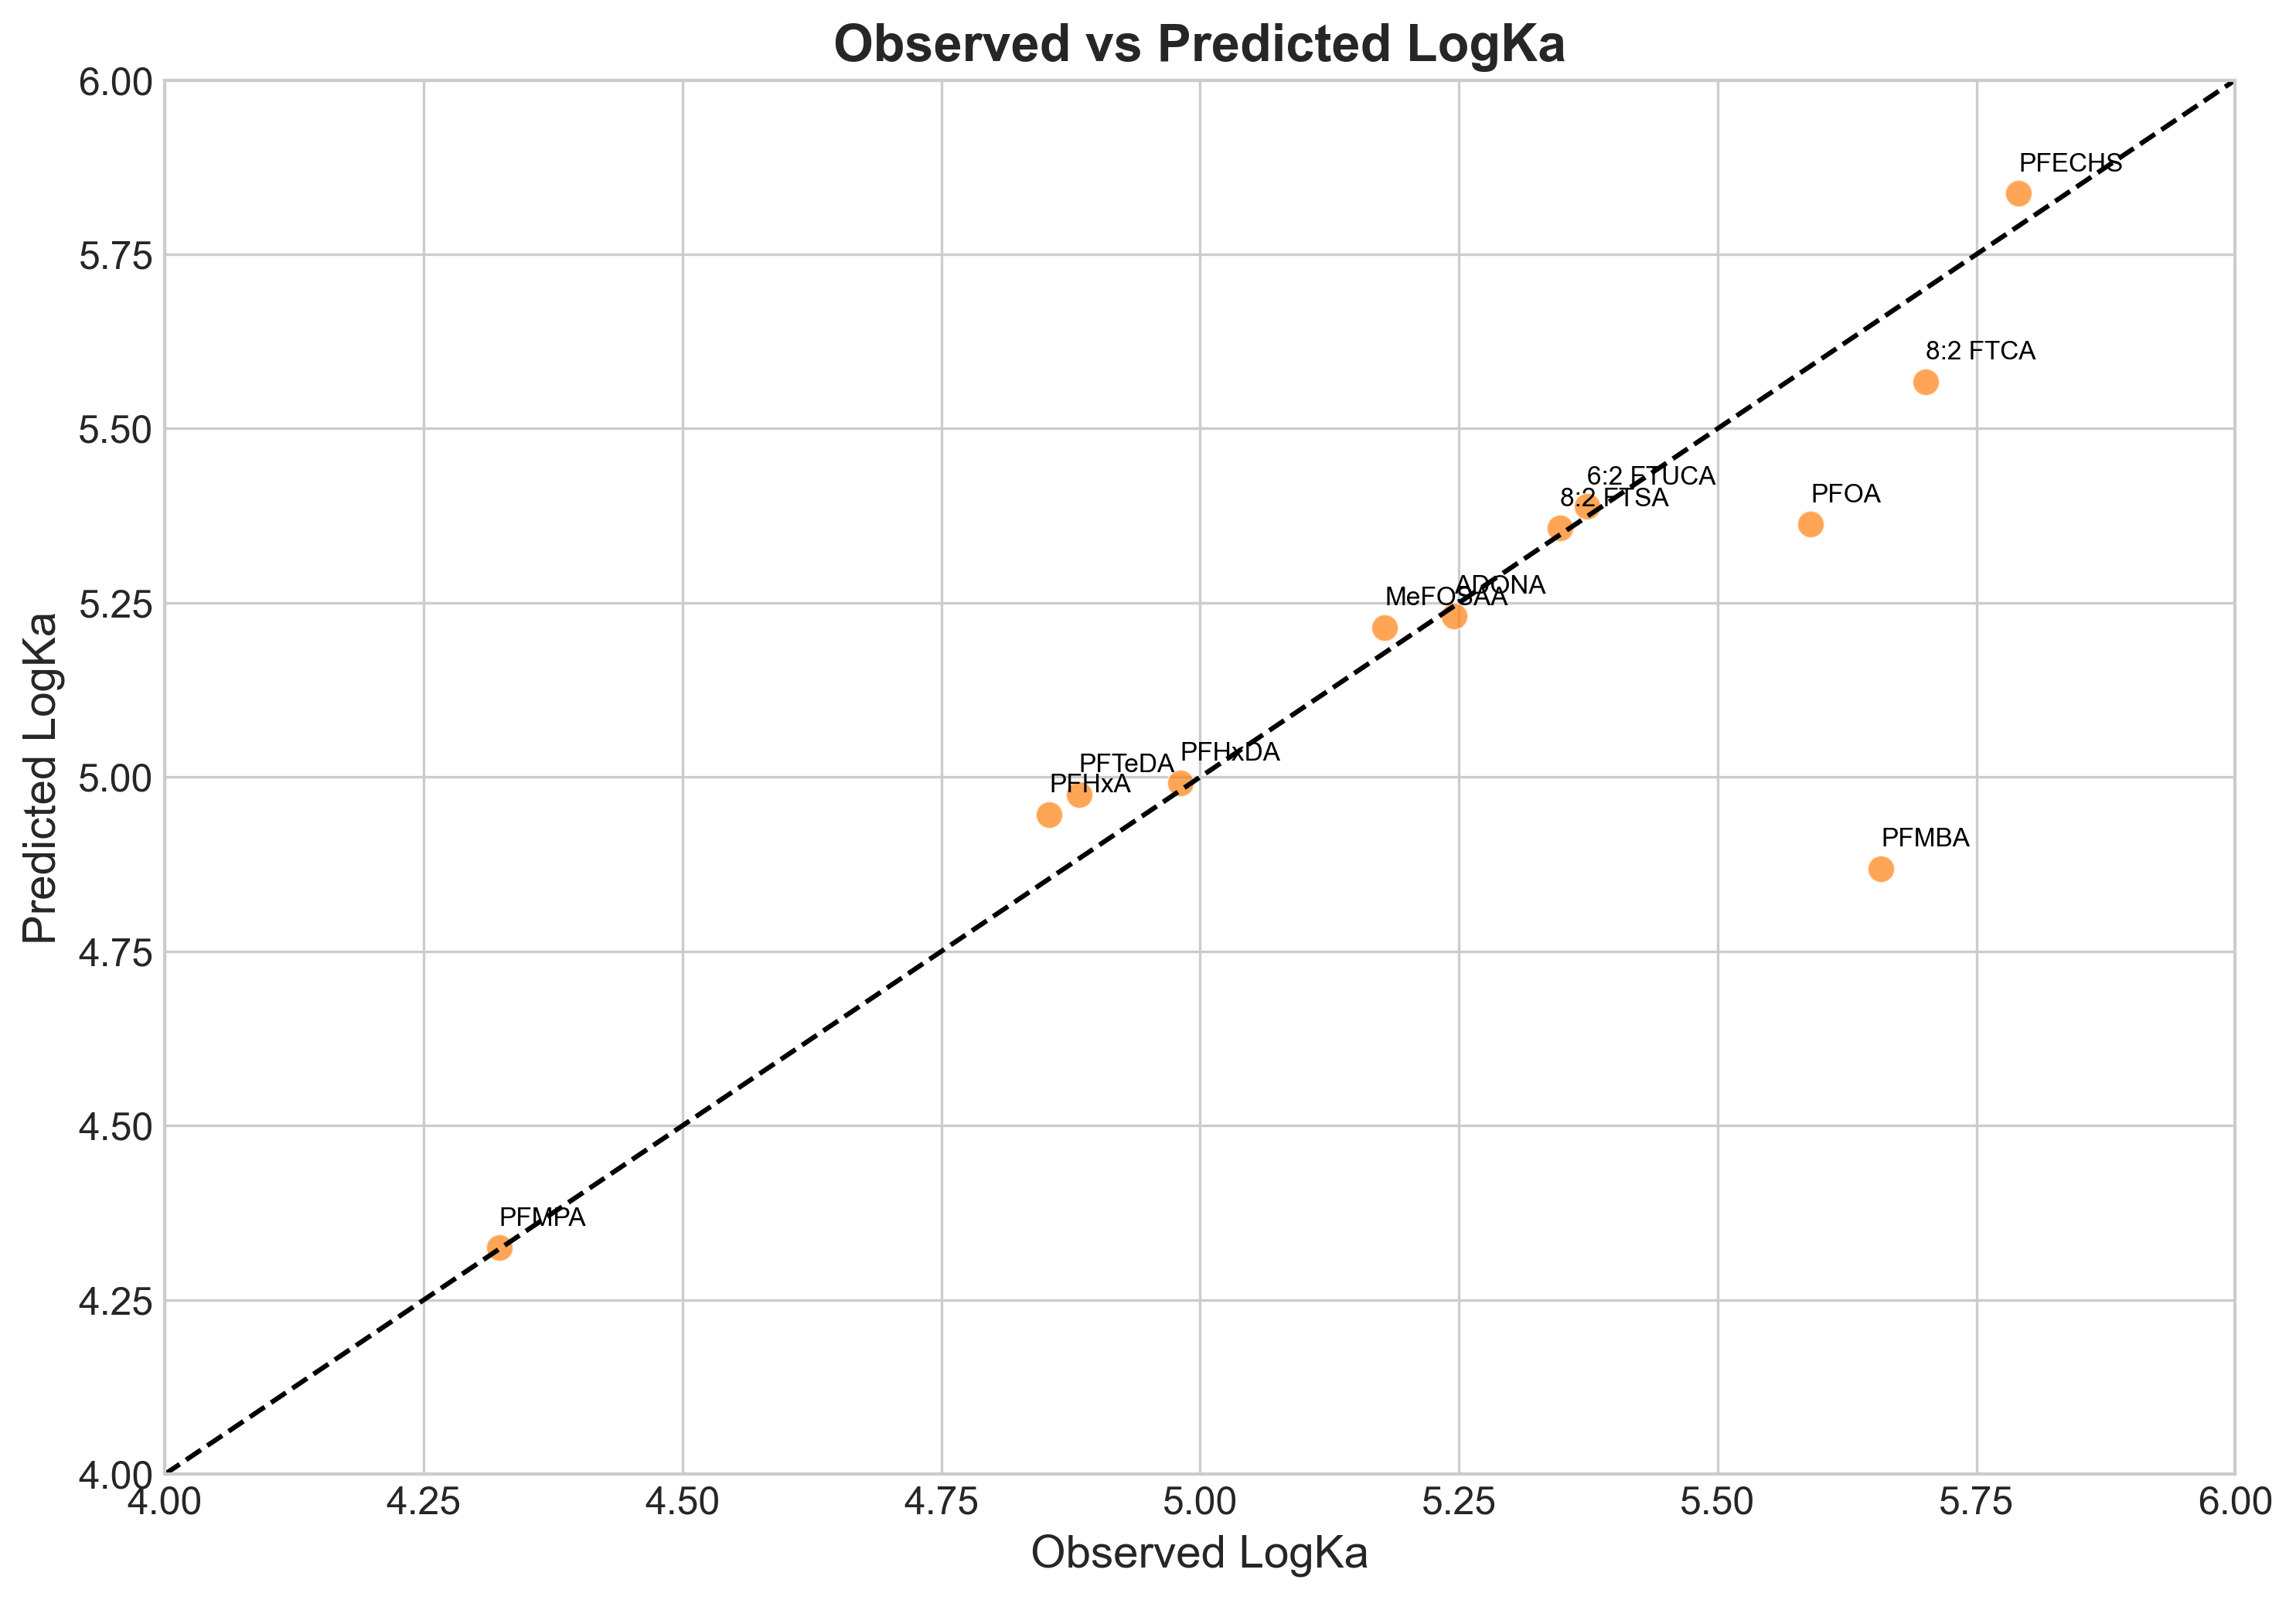 Observed vs Predicted LogKa
6.00
5.75
5.50
5.25
5.00
4.75
4.50
4.25
4.00
Predicted LogKa
PFECHS
8:2 FTCA
6:2 FTUCA
8:2 FTSA
PFOA
ADONA
MeFOSAA
PFHxDA
PFTeDA
PFHxA
PFMBA
PFMPA
4.00 4.25 4.50 4.75 5.00 5.25 5.50 5.75 6.00
Observed LogKa